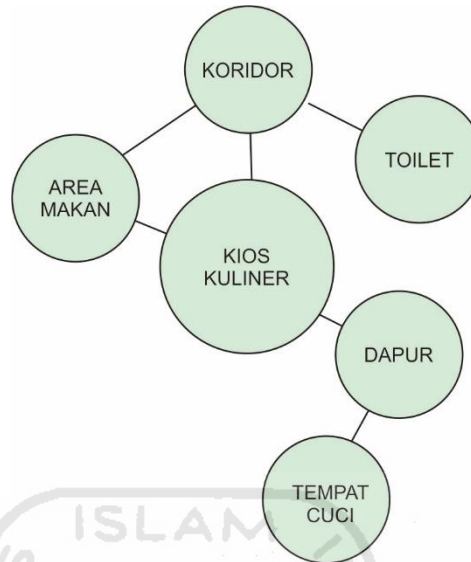 KORIDOR
TOILET
AREA
MAKAN
KIOS
KULINER
DAPUR
TEMPAT
CUCI
ISLAM